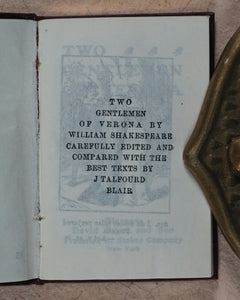 TWO
GENTLEMEN
OF VERONA BY
WILLIAM SHAKESPEARE
CAREFULLY EDITED AND
COMPARED WITH THE
BEST TEXTS BY
J TALFOURD
BLAIR